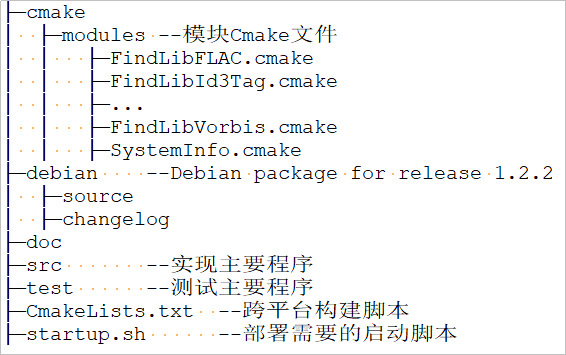 ├─cmake
│ ├─modules --模块Cmake文件
│ │ ├─FindLibFLAC.cmake
│ │ ├─FindLibId3Tag.cmake
│ │ ├─...
│ │ ├─FindLibVorbis.cmake
│ │ ├─SystemInfo.cmake
├─debian --Debian package for release 1.2.2
│ ├─source
│ ├─changelog
├─doc
├─src --实现主要程序
├─test --测试主要程序
├─CmakeLists.txt --跨平台构建脚本
├─startup.sh --部署需要的启动脚本